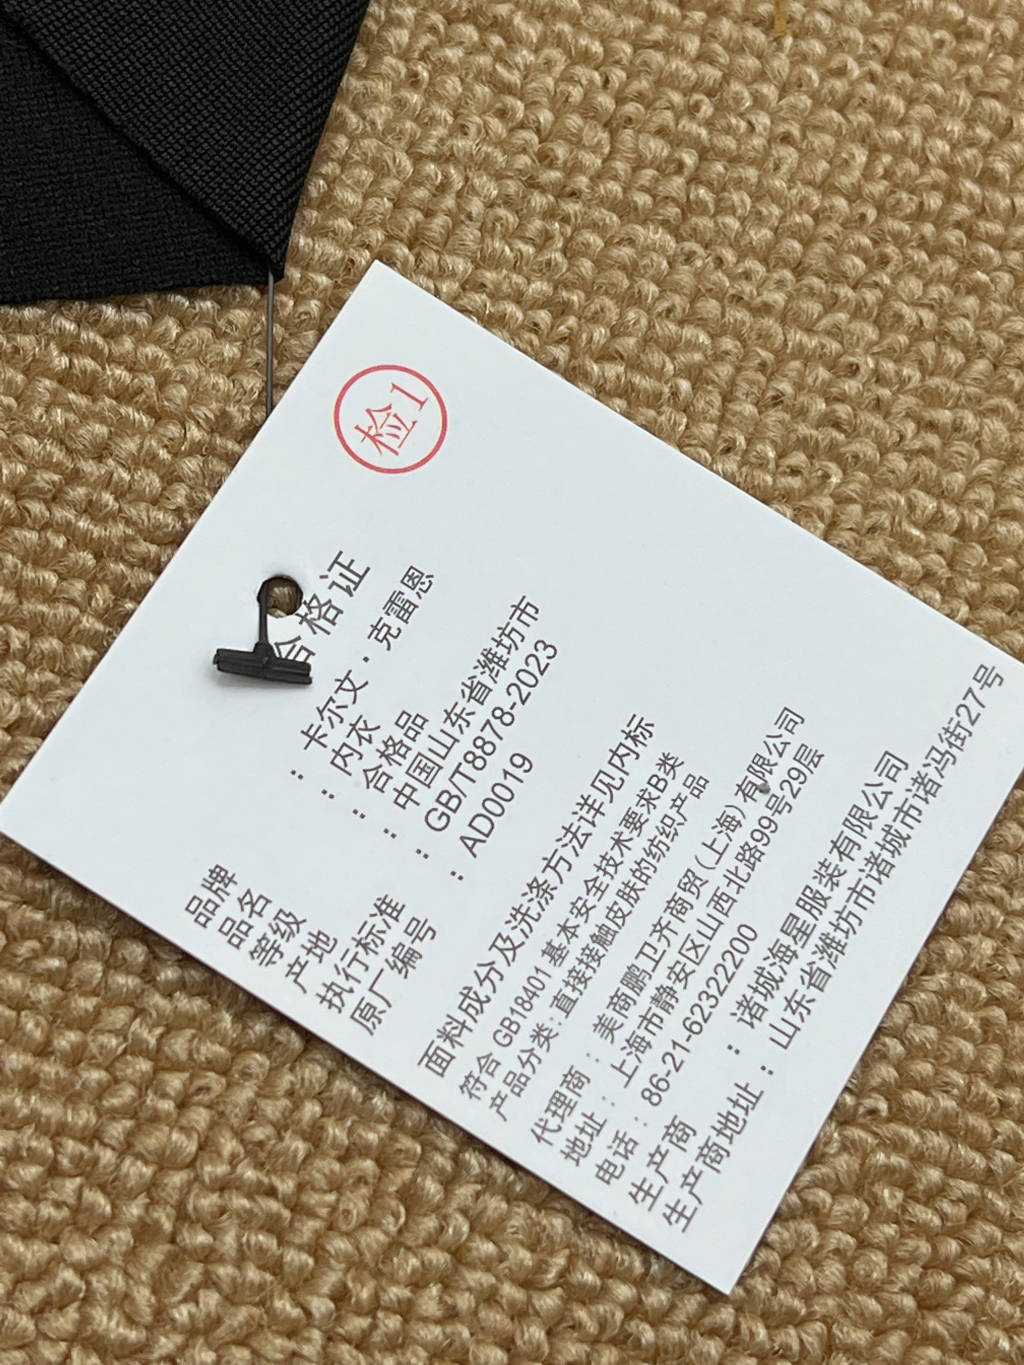 检1
合格证
品牌 : 卡尔文·克雷恩
品名 : 内衣
等级 : 合格品
产地 : 中国山东省潍坊市
执行标准 : GB/T8878-2023
原厂编号 : AD0019
面料成分及洗涤方法详见内标
符合 GB18401 基本安全技术要求B类
产品分类: 直接接触皮肤的纺织产品
代理商 : 美商鹏卫齐商贸(上海)有限公司
地址 : 上海市静安区山西北路99号29层
电话 : 86-21-62322200
生产商 : 诸城海星服装有限公司
生产商地址 : 山东省潍坊市诸城市诸冯街27号